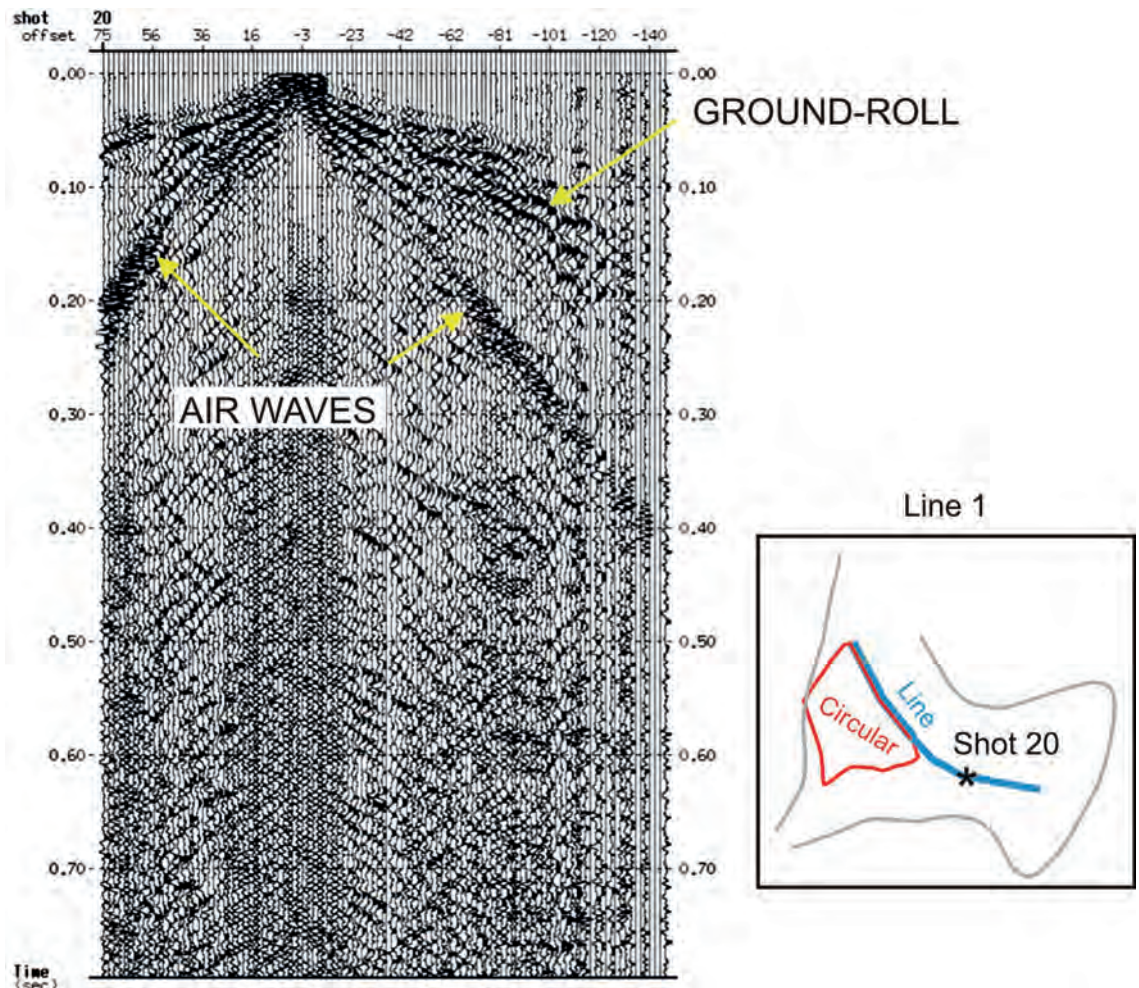 shot 20
offset 75 56 36 16 -3 -23 -42 -62 -81 -101 -120 -140
0.00 0.00
GROUND-ROLL
0.10 0.10
0.20 0.20
AIR WAVES
0.30 0.30
0.40 0.40
0.50 0.50
0.60 0.60
0.70 0.70
Time
(sec)
Line 1
Line
Circular
Shot 20